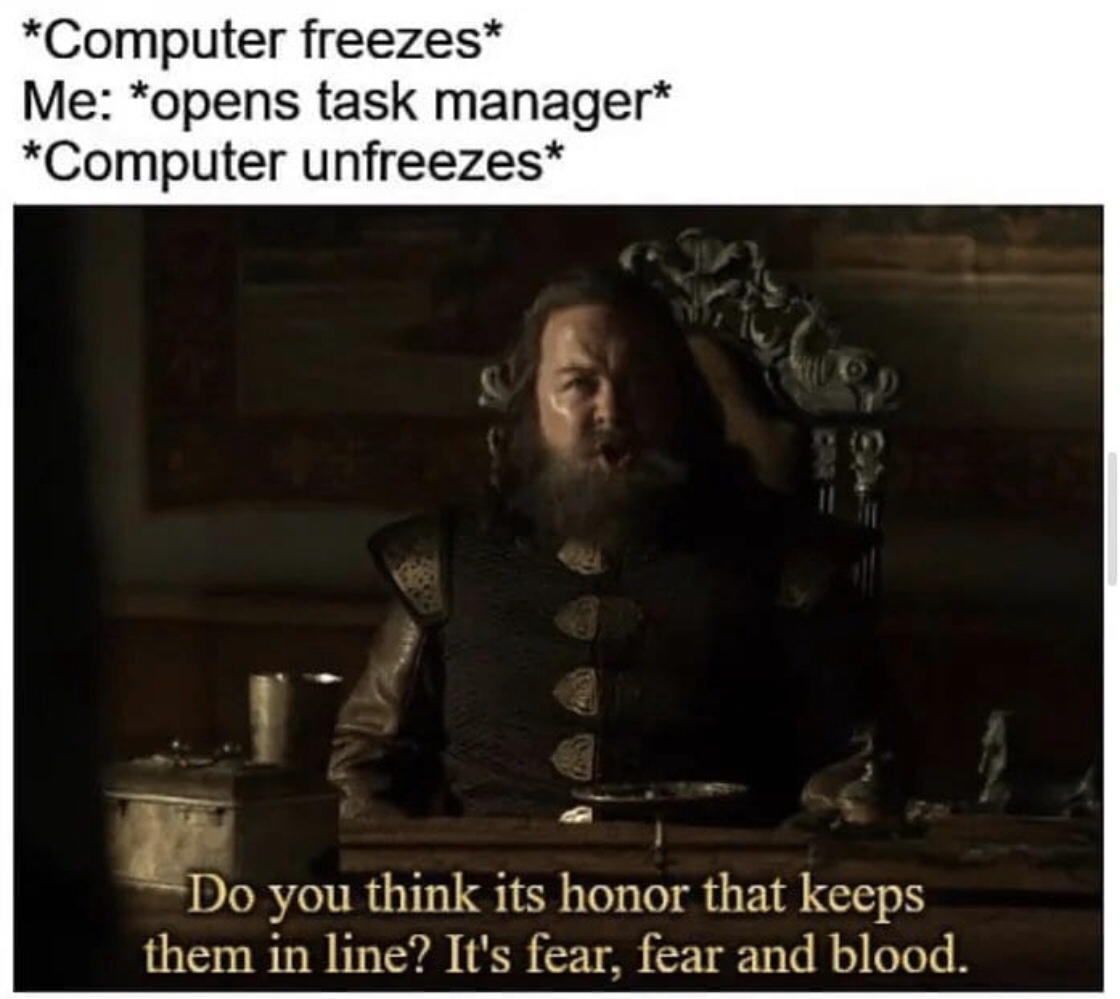 *Computer freezes*
Me: *opens task manager*
*Computer unfreezes*
Do you think its honor that keeps
them in line? It's fear, fear and blood.